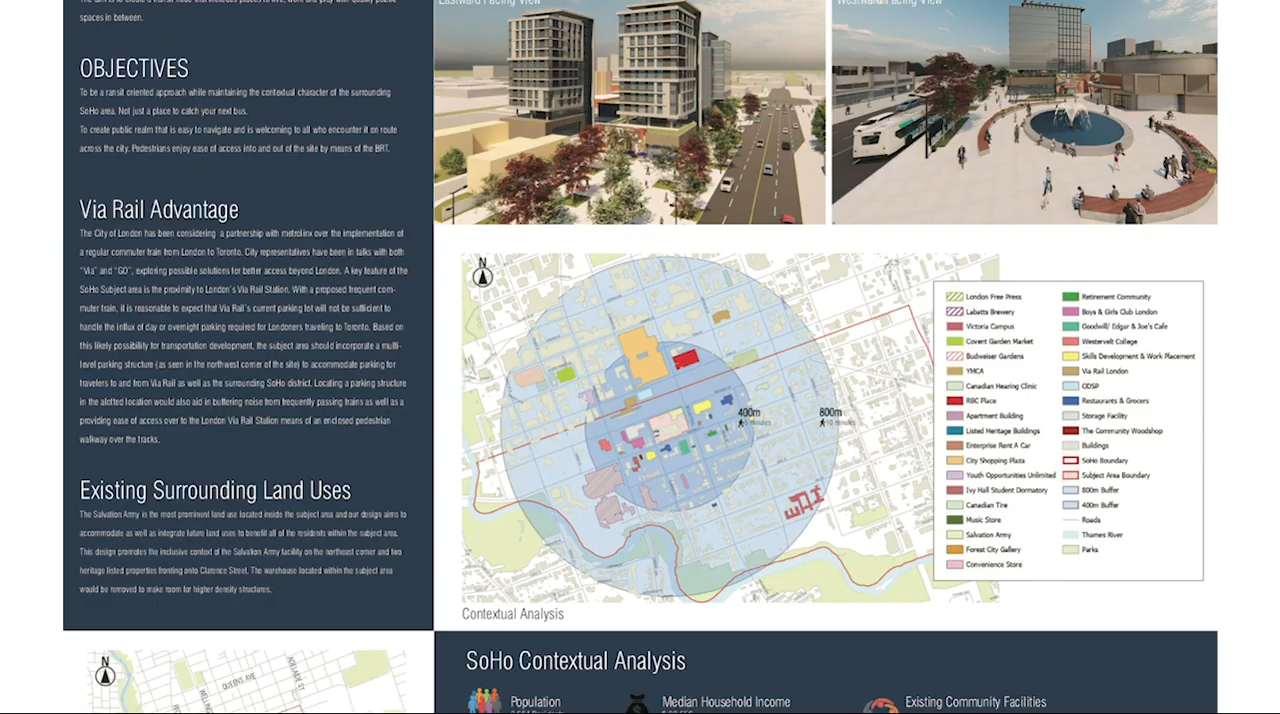 spaces in between.
OBJECTIVES
To be a ransit oriented approach while maintaining the contextual character of the surrounding
SoHo area. Not just a place to catch your next bus.
To create public realm that is easy to navigate and is welcoming to all who encounter it on route
across the city. Pedestrians enjoy ease of access into and out of the site by means of the BRT.
Via Rail Advantage
The City of London has been considering a partnership with metrolinx over the implementation of
a regular commuter train from London to Toronto. City representatives have been in talks with both
"Via" and "GO", exploring possible solutions for better access beyond London. A key feature of the
SoHo Subject area is the proximity to London's Via Rail Station. With a proposed frequent com-
muter train, it is reasonable to expect that Via Rail's current parking lot will not be sufficient to
handle the influx of day or overnight parking required for Londoners traveling to Toronto. Based on
this likely possibility for transportation development, the subject area should incorporate a multi-
level parking structure (as seen in the northwest corner of the site) to accommodate parking for
travelers to and from Via Rail as well as the surrounding SoHo district. Locating a parking structure
in the alotted location would also aid in buffering noise from frequently passing trains as well as a
providing ease of access over to the London Via Rail Station means of an enclosed pedestrian
walkway over the tracks.
Existing Surrounding Land Uses
The Salvation Army is the most prominent land use located inside the subject area and our design aims to
accommodate as well as integrate future land uses to benefit all of the residents within the subject area.
This design promotes the inclusive context of the Salvation Army facility on the northeast corner and two
heritage listed properties fronting onto Clarence Street. The warehouse located within the subject area
would be removed to make room for higher density structures.
Eastward Facing View
Westward Facing View
N
400m
5 minutes
800m
10 minutes
London Free Press
Labatts Brewery
Victoria Campus
Covent Garden Market
Budweiser Gardens
YMCA
Canadian Hearing Clinic
RBC Place
Apartment Building
Listed Heritage Buildings
Enterprise Rent A Car
City Shopping Plaza
Youth Opportunities Unlimited
Ivy Hall Student Dormatory
Canadian Tire
Music Store
Salvation Army
Forest City Gallery
Convenience Store
Retirement Community
Boys & Girls Club London
Goodwill/ Edgar & Joe's Cafe
Westervelt College
Skills Development & Work Placement
Via Rail London
ODSP
Restaurants & Grocers
Storage Facility
The Community Woodshop
Buildings
SoHo Boundary
Subject Area Boundary
800m Buffer
400m Buffer
Roads
Thames River
Parks
Contextual Analysis
N
QUEENS AVE
ADELAIDE ST
SoHo Contextual Analysis
Population
Median Household Income
Existing Community Facilities